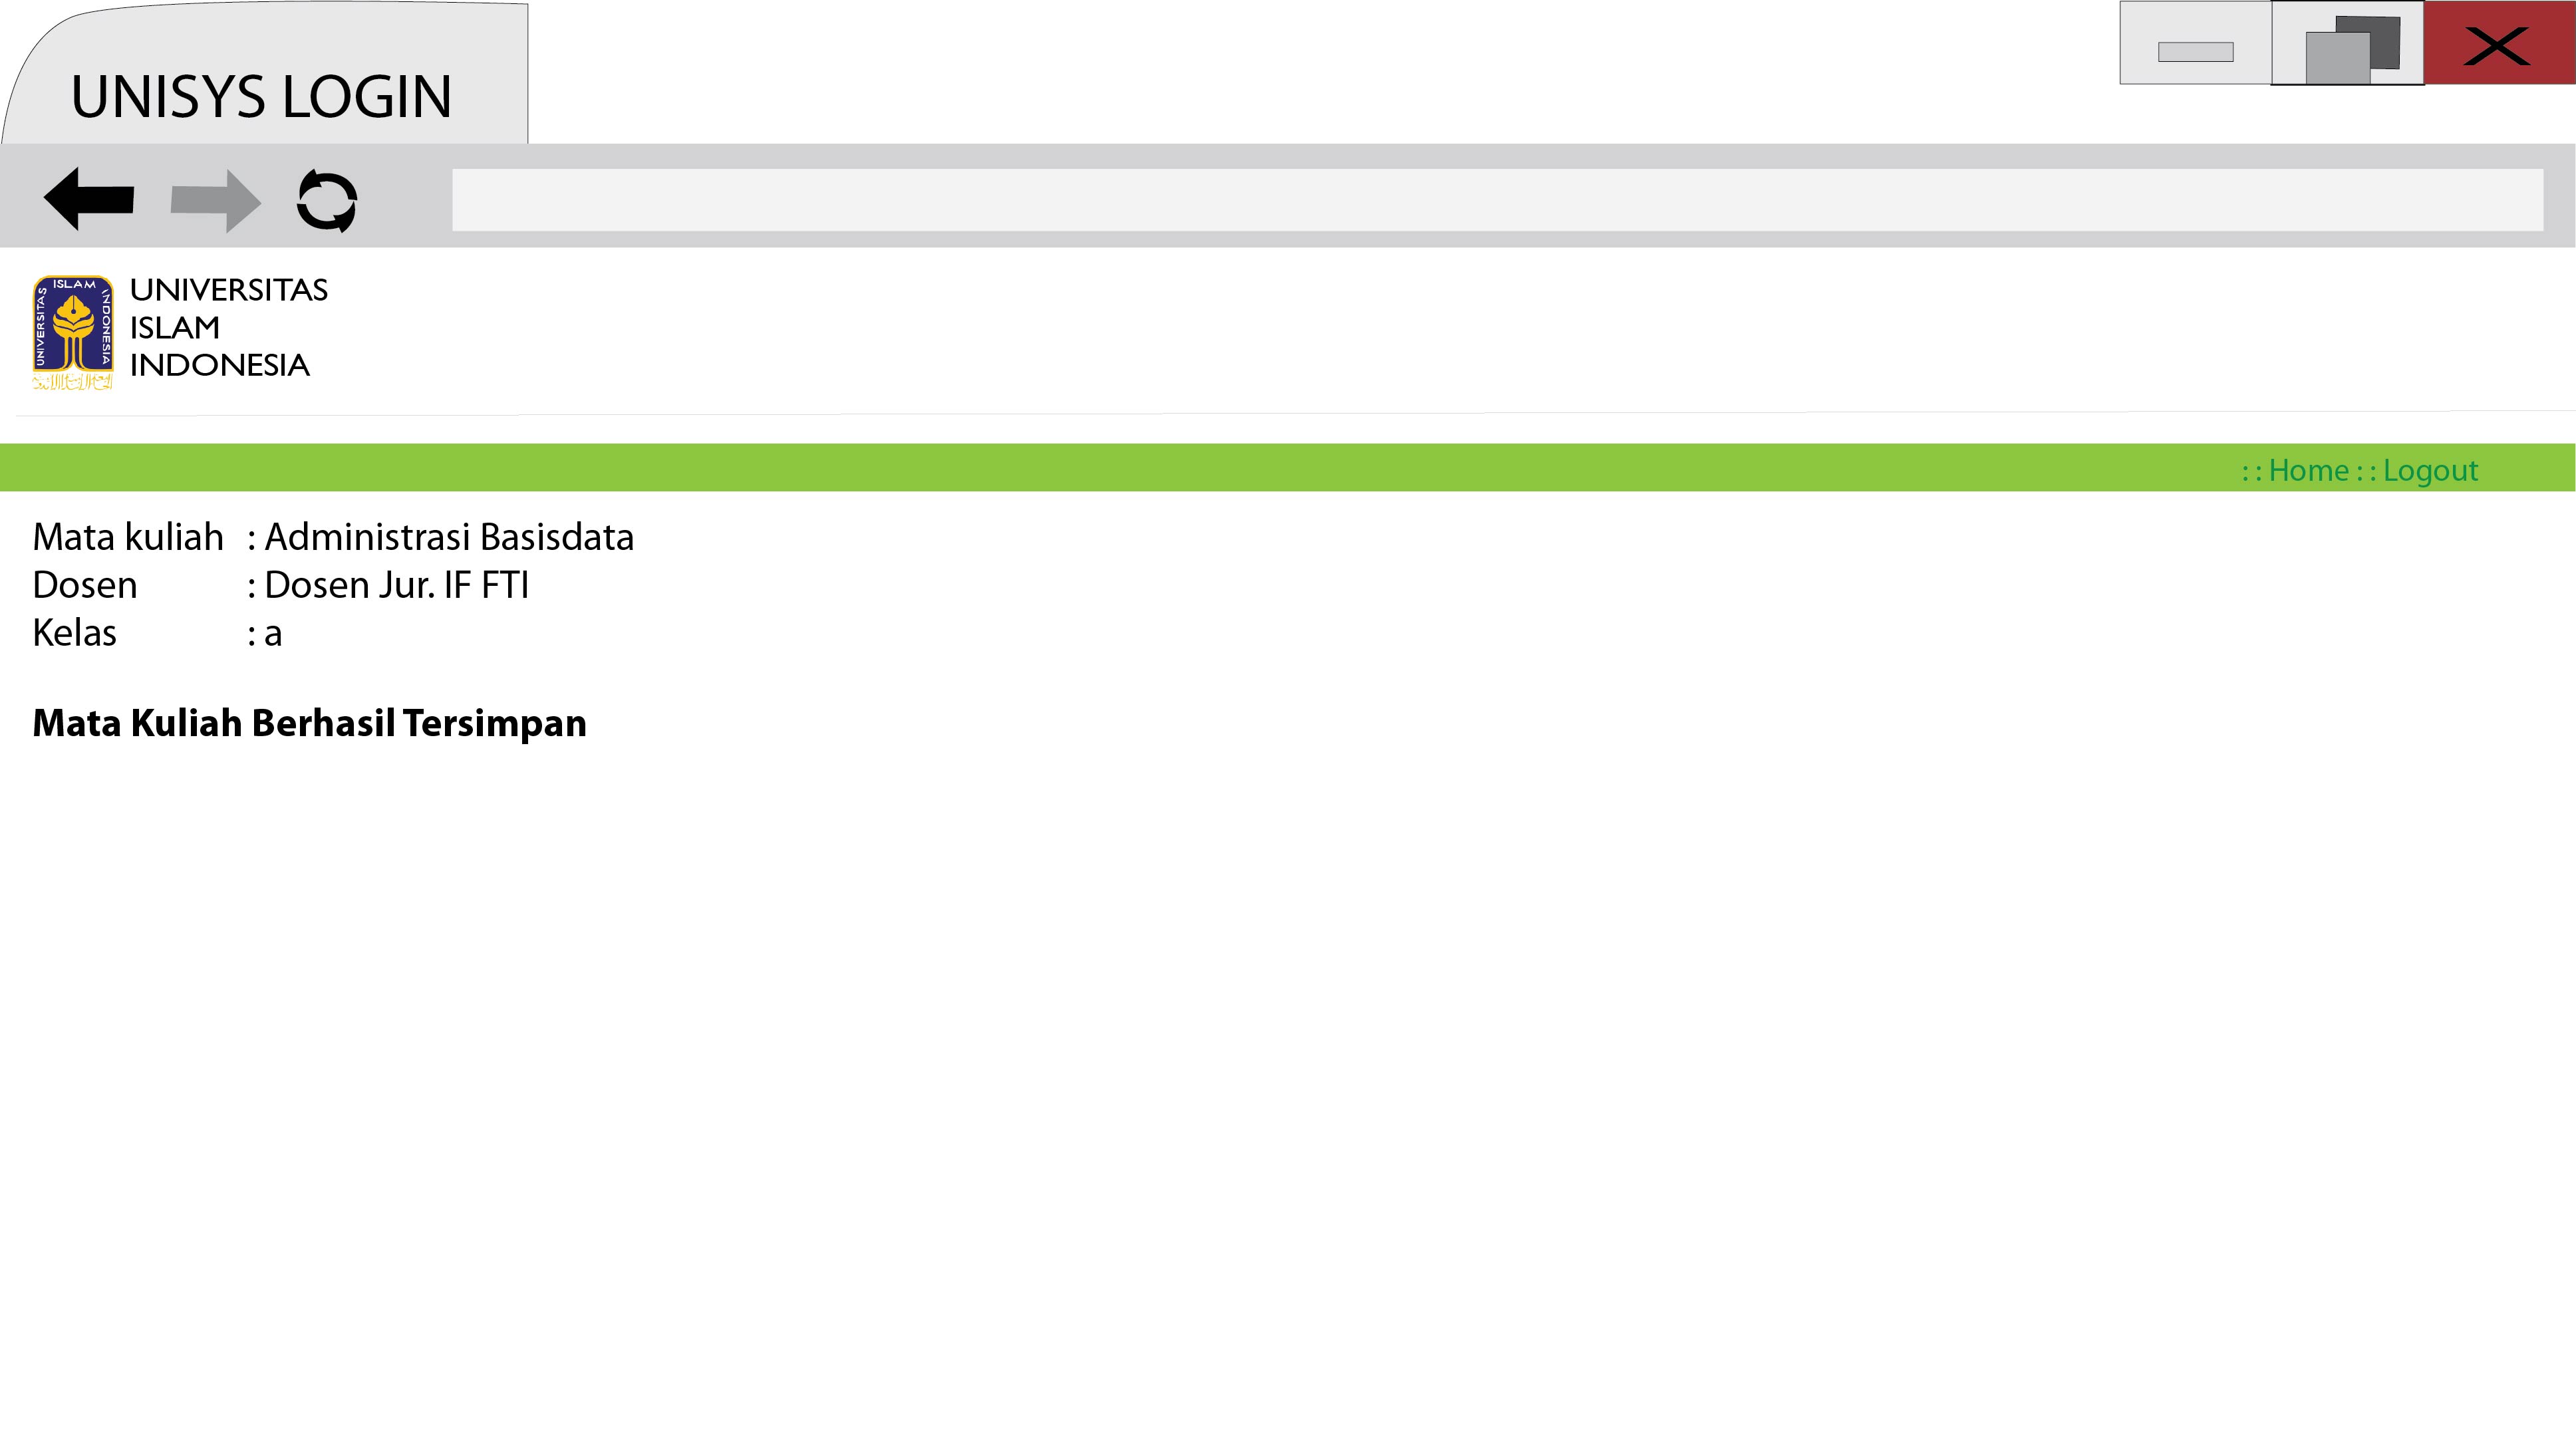 UNISYS LOGIN
UNIVERSITAS ISLAM INDONESIA
UNIVERSITAS
ISLAM
INDONESIA
: : Home : : Logout
Mata kuliah : Administrasi Basisdata
Dosen : Dosen Jur. IF FTI
Kelas : a
Mata Kuliah Berhasil Tersimpan